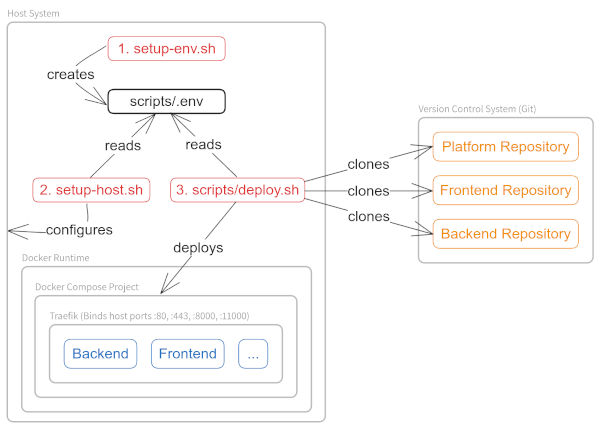 Host System
1. setup-env.sh
creates
scripts/.env
reads
reads
2. setup-host.sh
3. scripts/deploy.sh
configures
deploys
clones
clones
clones
Version Control System (Git)
Platform Repository
Frontend Repository
Backend Repository
Docker Runtime
Docker Compose Project
Traefik (Binds host ports :80, :443, :8000, :11000)
Backend
Frontend
...